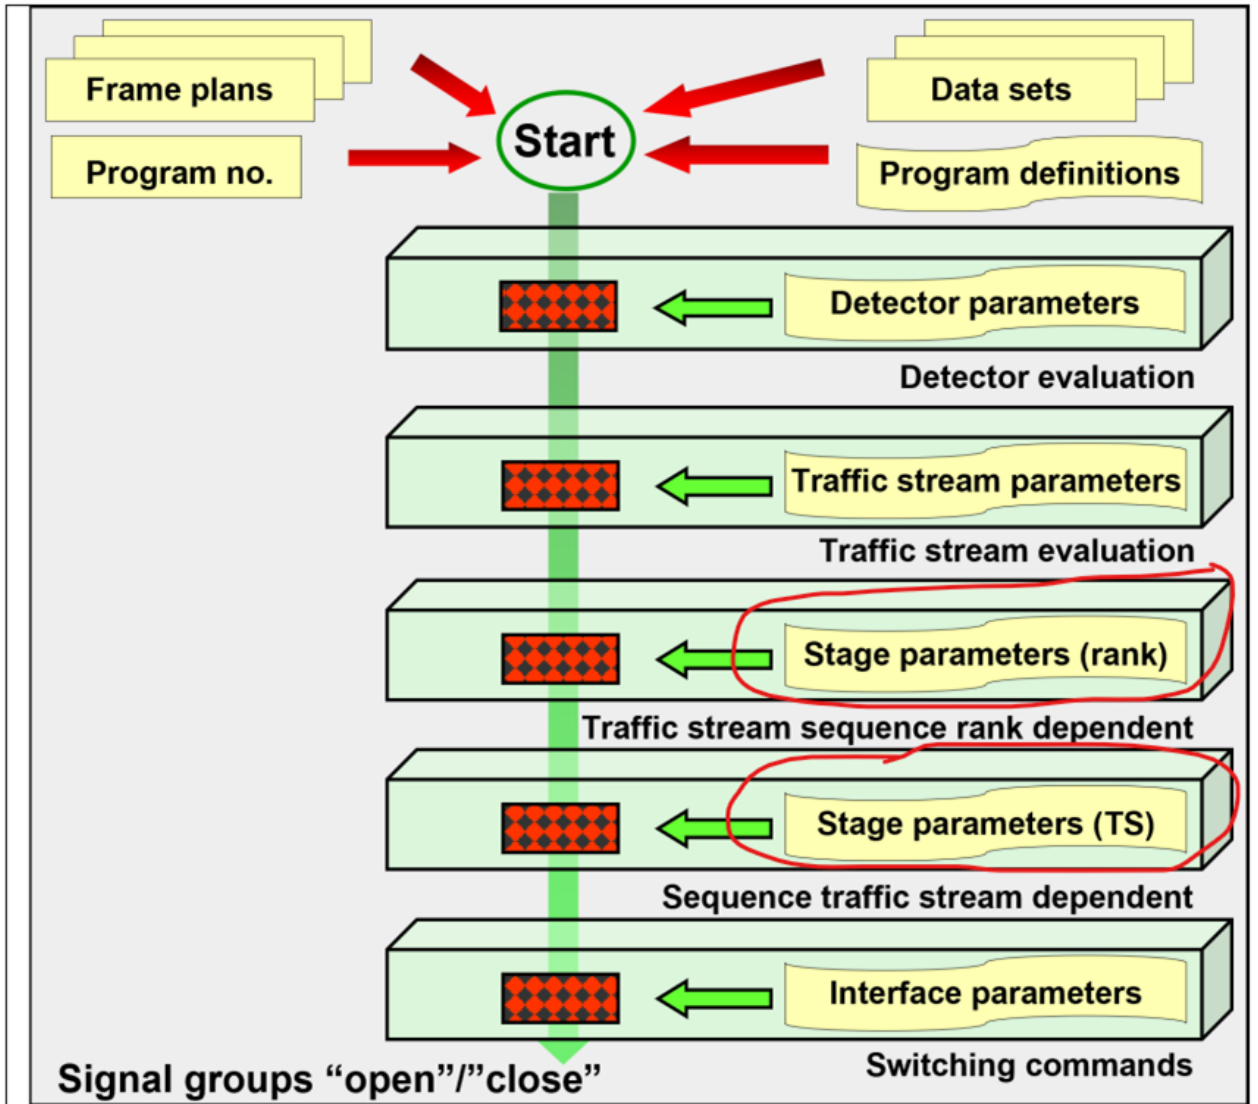 Frame plans
Data sets
Start
Program no.
Program definitions
Detector parameters
Detector evaluation
Traffic stream parameters
Traffic stream evaluation
Stage parameters (rank)
Traffic stream sequence rank dependent
Stage parameters (TS)
Sequence traffic stream dependent
Interface parameters
Switching commands
Signal groups “open”/”close”